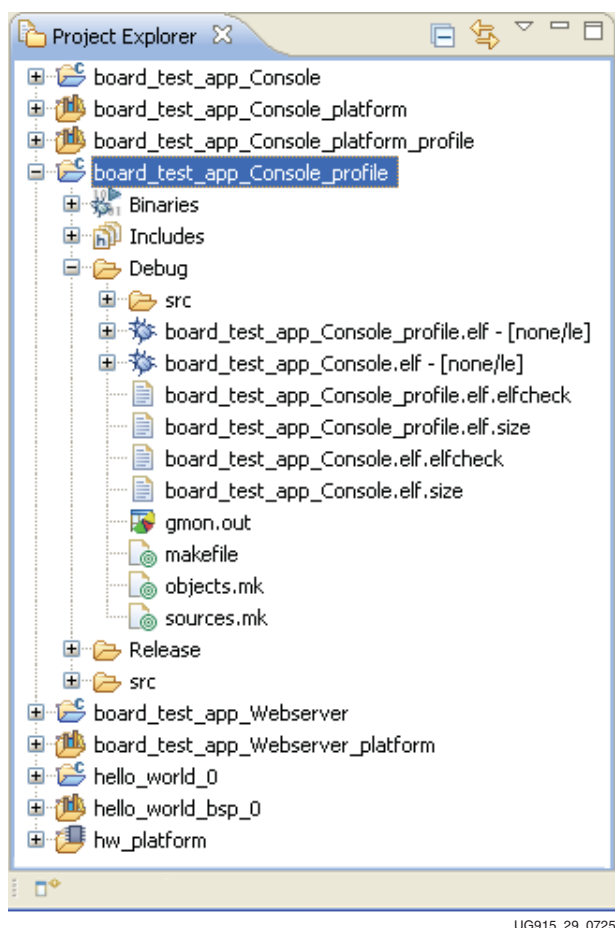 Project Explorer
board_test_app_Console
board_test_app_Console_platform
board_test_app_Console_platform_profile
board_test_app_Console_profile
Binaries
Includes
Debug
src
board_test_app_Console_profile.elf - [none/le]
board_test_app_Console.elf - [none/le]
board_test_app_Console_profile.elf.elfcheck
board_test_app_Console_profile.elf.size
board_test_app_Console.elf.elfcheck
board_test_app_Console.elf.size
gmon.out
makefile
objects.mk
sources.mk
Release
src
board_test_app_Webserver
board_test_app_Webserver_platform
hello_world_0
hello_world_bsp_0
hw_platform
UG915_29_0725